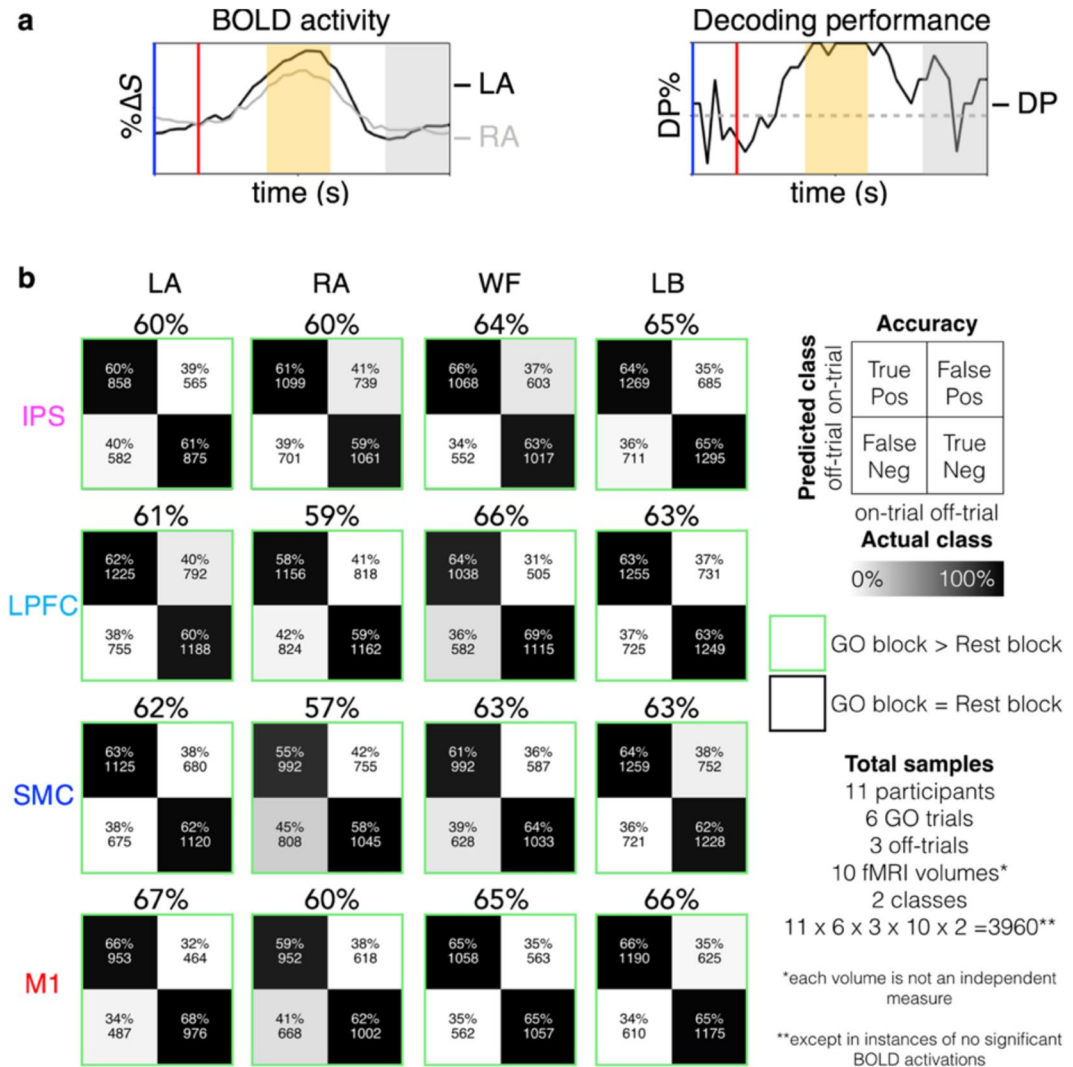 a
BOLD activity
Decoding performance
%ΔS
LA
RA
time (s)
DP%
DP
time (s)
b
LA RA WF LB
60% 60% 64% 65%
IPS
60% 858 39% 565 61% 1099 41% 739 66% 1068 37% 603 64% 1269 35% 685
40% 582 61% 875 39% 701 59% 1061 34% 552 63% 1017 36% 711 65% 1295
61% 59% 66% 63%
LPFC
62% 1225 40% 792 58% 1156 41% 818 64% 1038 31% 505 63% 1255 37% 731
38% 755 60% 1188 42% 824 59% 1162 36% 582 69% 1115 37% 725 63% 1249
62% 57% 63% 63%
SMC
63% 1125 38% 680 55% 992 42% 755 61% 992 36% 587 64% 1259 38% 752
38% 675 62% 1120 45% 808 58% 1045 39% 628 64% 1033 36% 721 62% 1228
67% 60% 65% 66%
M1
66% 953 32% 464 59% 952 38% 618 65% 1058 35% 563 66% 1190 35% 625
34% 487 68% 976 41% 668 62% 1002 35% 562 65% 1057 34% 610 65% 1175
Accuracy
Predicted class
off-trial on-trial
True Pos
False Pos
False Neg
True Neg
on-trial off-trial
Actual class
0% 100%
GO block > Rest block
GO block = Rest block
Total samples
11 participants
6 GO trials
3 off-trials
10 fMRI volumes*
2 classes
11 x 6 x 3 x 10 x 2 =3960**
*each volume is not an independent
measure
**except in instances of no significant
BOLD activations